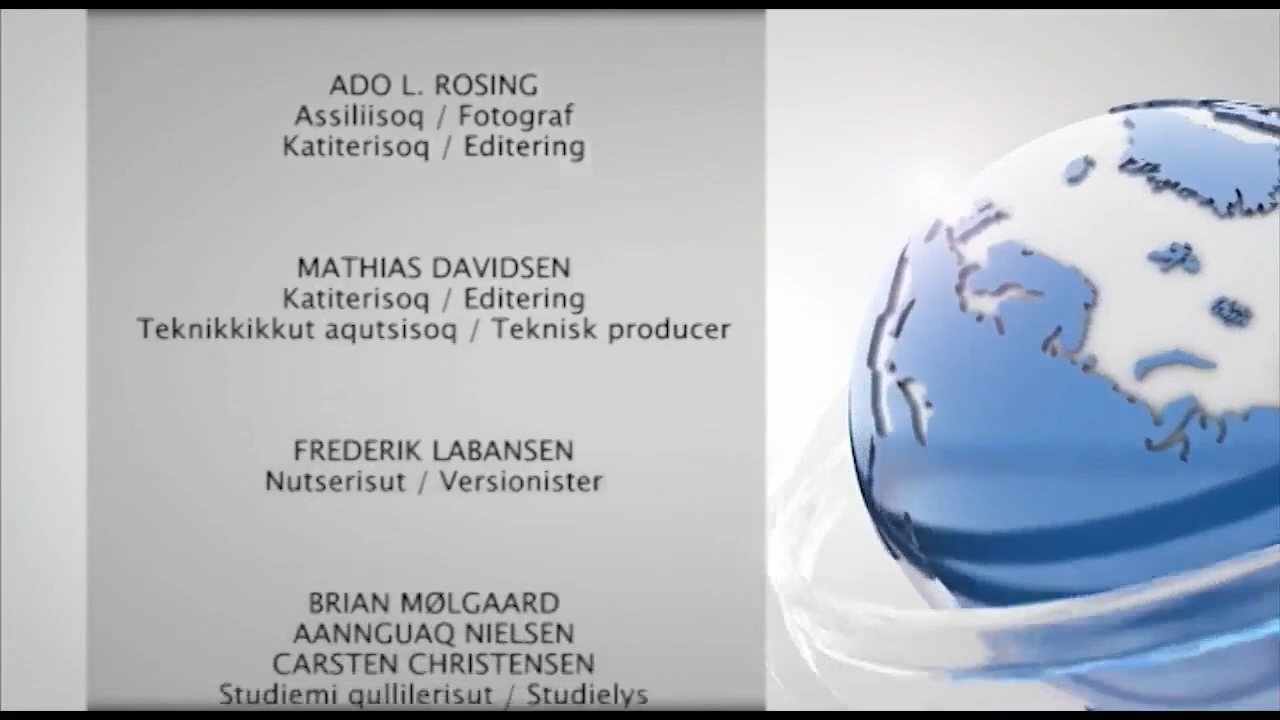 ADO L. ROSING
Assiliisoq / Fotograf
Katiterisoq / Editering
MATHIAS DAVIDSEN
Katiterisoq / Editering
Teknikkikkut aqutsisoq / Teknisk producer
FREDERIK LABANSEN
Nutserisut / Versionister
BRIAN MØLGAARD
AANNGUAQ NIELSEN
CARSTEN CHRISTENSEN
Studiemi qullilerisut / Studielys